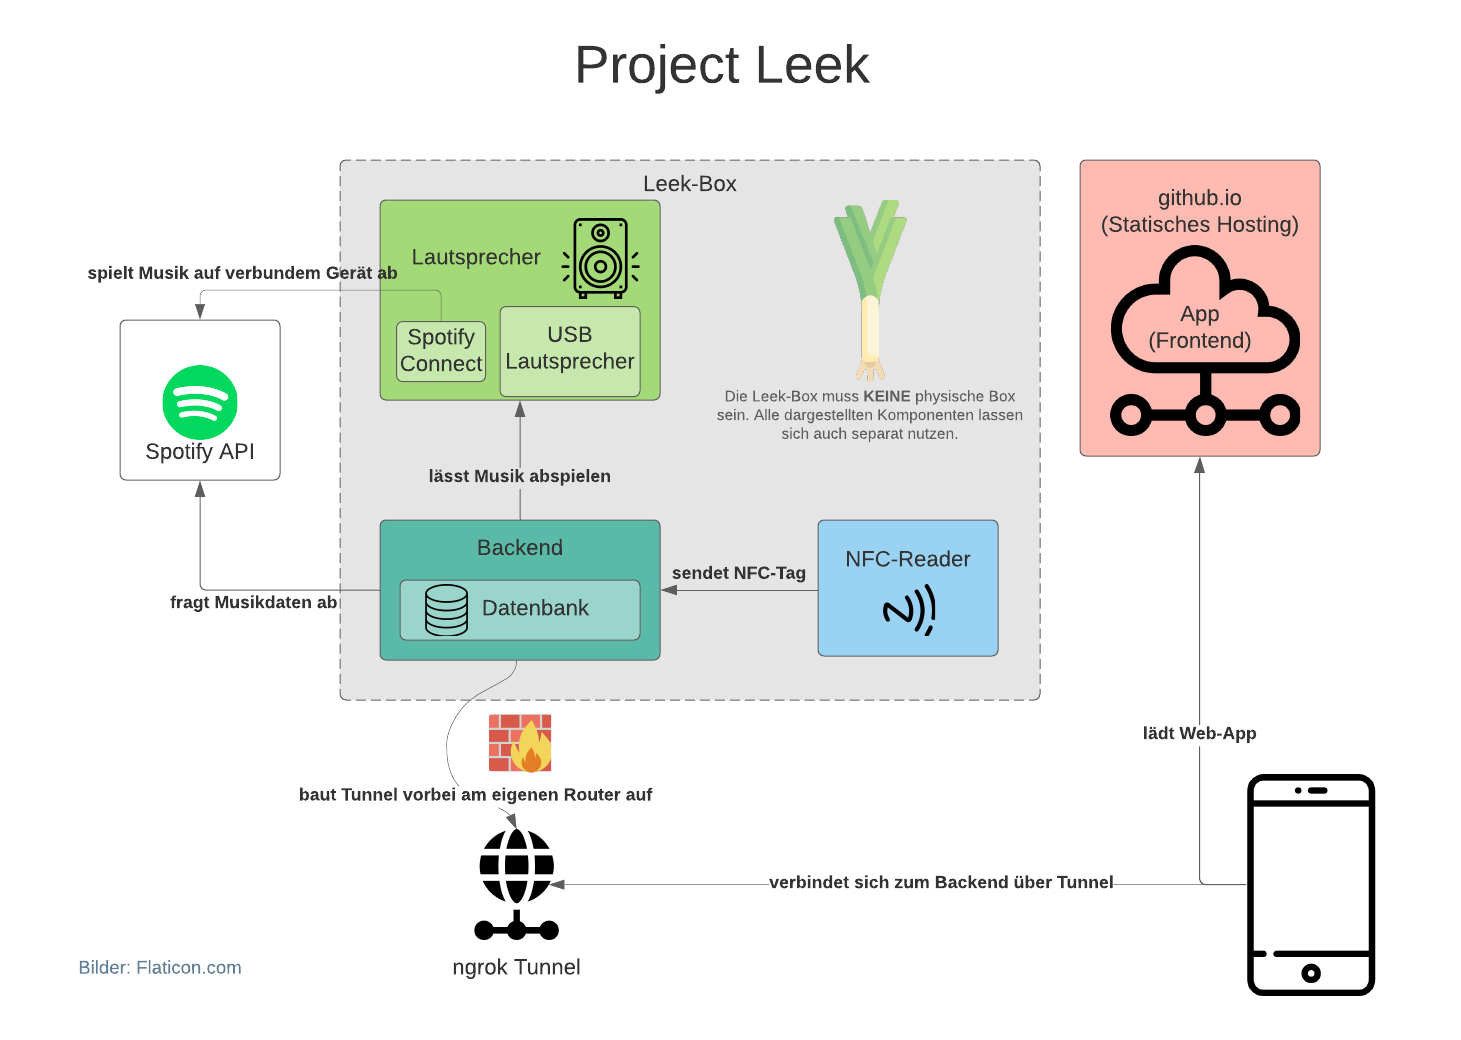 Project Leek
Leek-Box
github.io
(Statisches Hosting)
App
(Frontend)
Lautsprecher
spielt Musik auf verbundem Gerät ab
Spotify
Connect
USB
Lautsprecher
Spotify API
Die Leek-Box muss KEINE physische Box
sein. Alle dargestellten Komponenten lassen
sich auch separat nutzen.
lässt Musik abspielen
Backend
Datenbank
sendet NFC-Tag
NFC-Reader
fragt Musikdaten ab
lädt Web-App
baut Tunnel vorbei am eigenen Router auf
verbindet sich zum Backend über Tunnel
ngrok Tunnel
Bilder: Flaticon.com